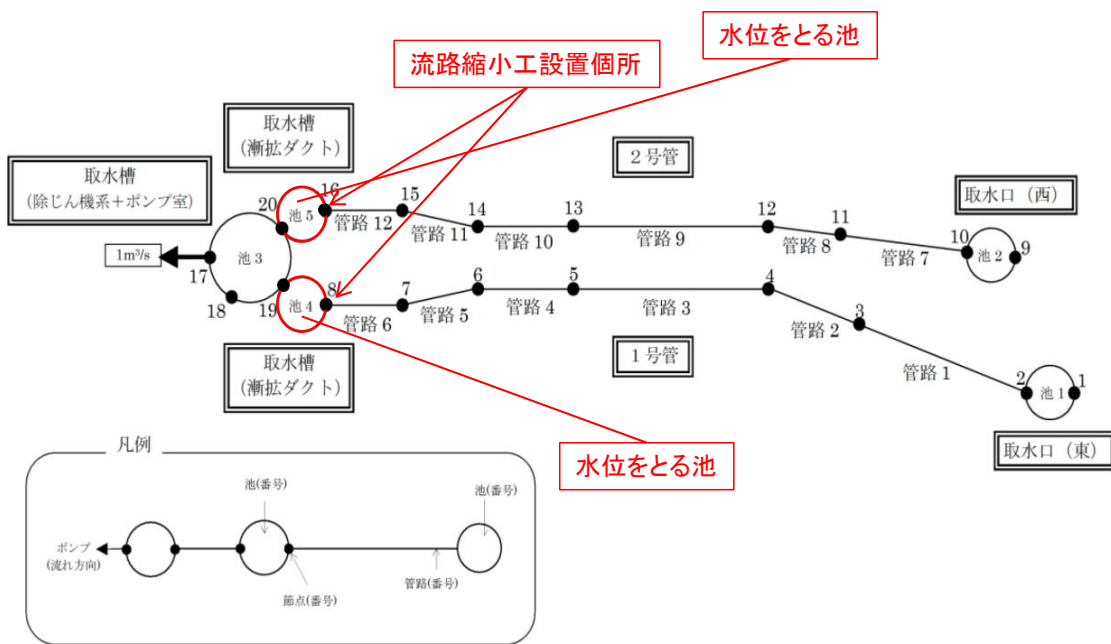 水位をとる池
流路縮小工設置個所
取水槽
(漸拡ダクト)
2号管
取水槽
(除じん機系+ポンプ室)
取水口(西)
20
池5
16
15
14
13
12
11
10
9
管路12
管路11
管路10
管路9
管路8
管路7
池2
1m³/s
17
池3
18
19
池4
8
7
6
5
4
3
2
1
管路6
管路5
管路4
管路3
管路2
管路1
池1
取水槽
(漸拡ダクト)
1号管
取水口(東)
水位をとる池
凡例
池(番号)
池(番号)
ポンプ
(流れ方向)
節点(番号)
管路(番号)